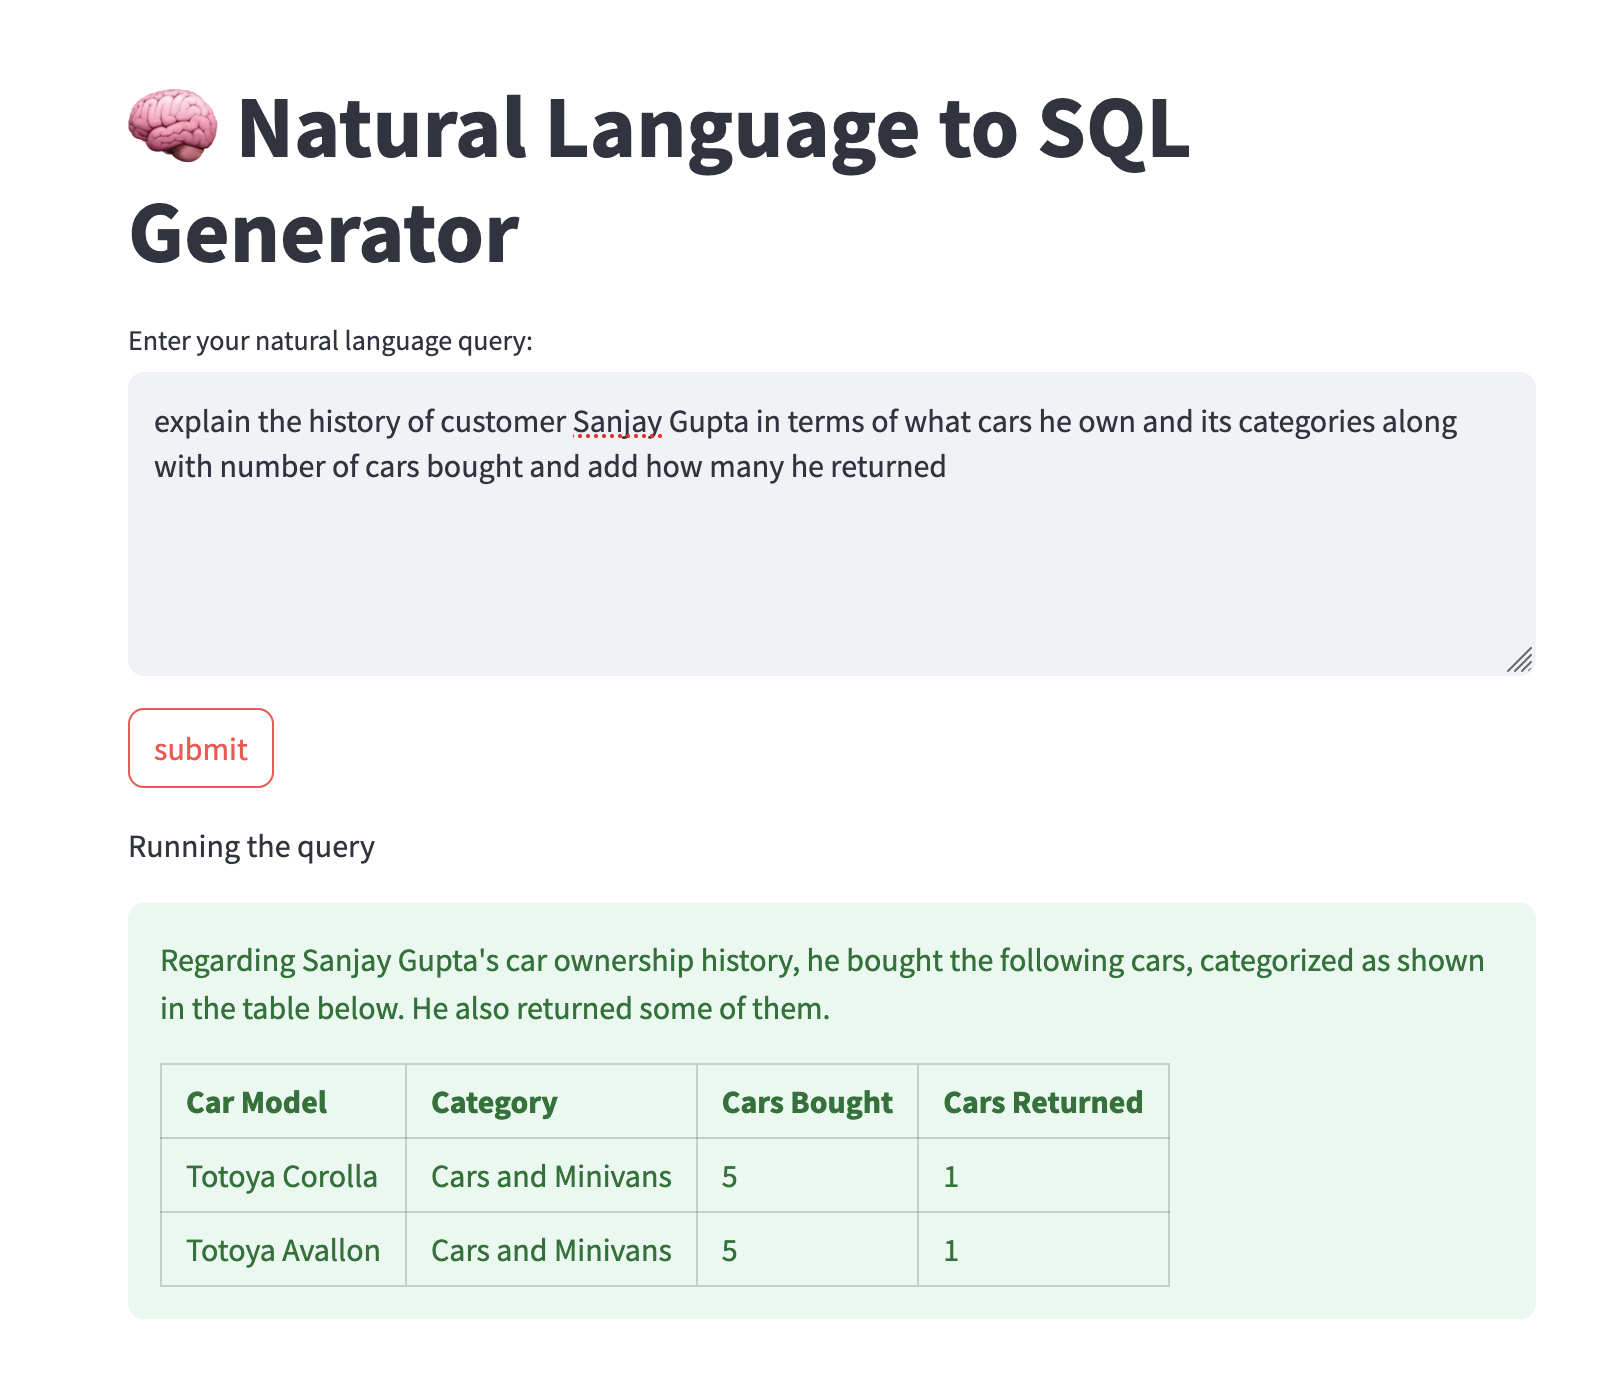 Natural Language to SQL
Generator
Enter your natural language query:
explain the history of customer Sanjay Gupta in terms of what cars he own and its categories along
with number of cars bought and add how many he returned
submit
Running the query
Regarding Sanjay Gupta's car ownership history, he bought the following cars, categorized as shown
in the table below. He also returned some of them.
Car Model Category Cars Bought Cars Returned
Totoya Corolla Cars and Minivans 5 1
Totoya Avallon Cars and Minivans 5 1